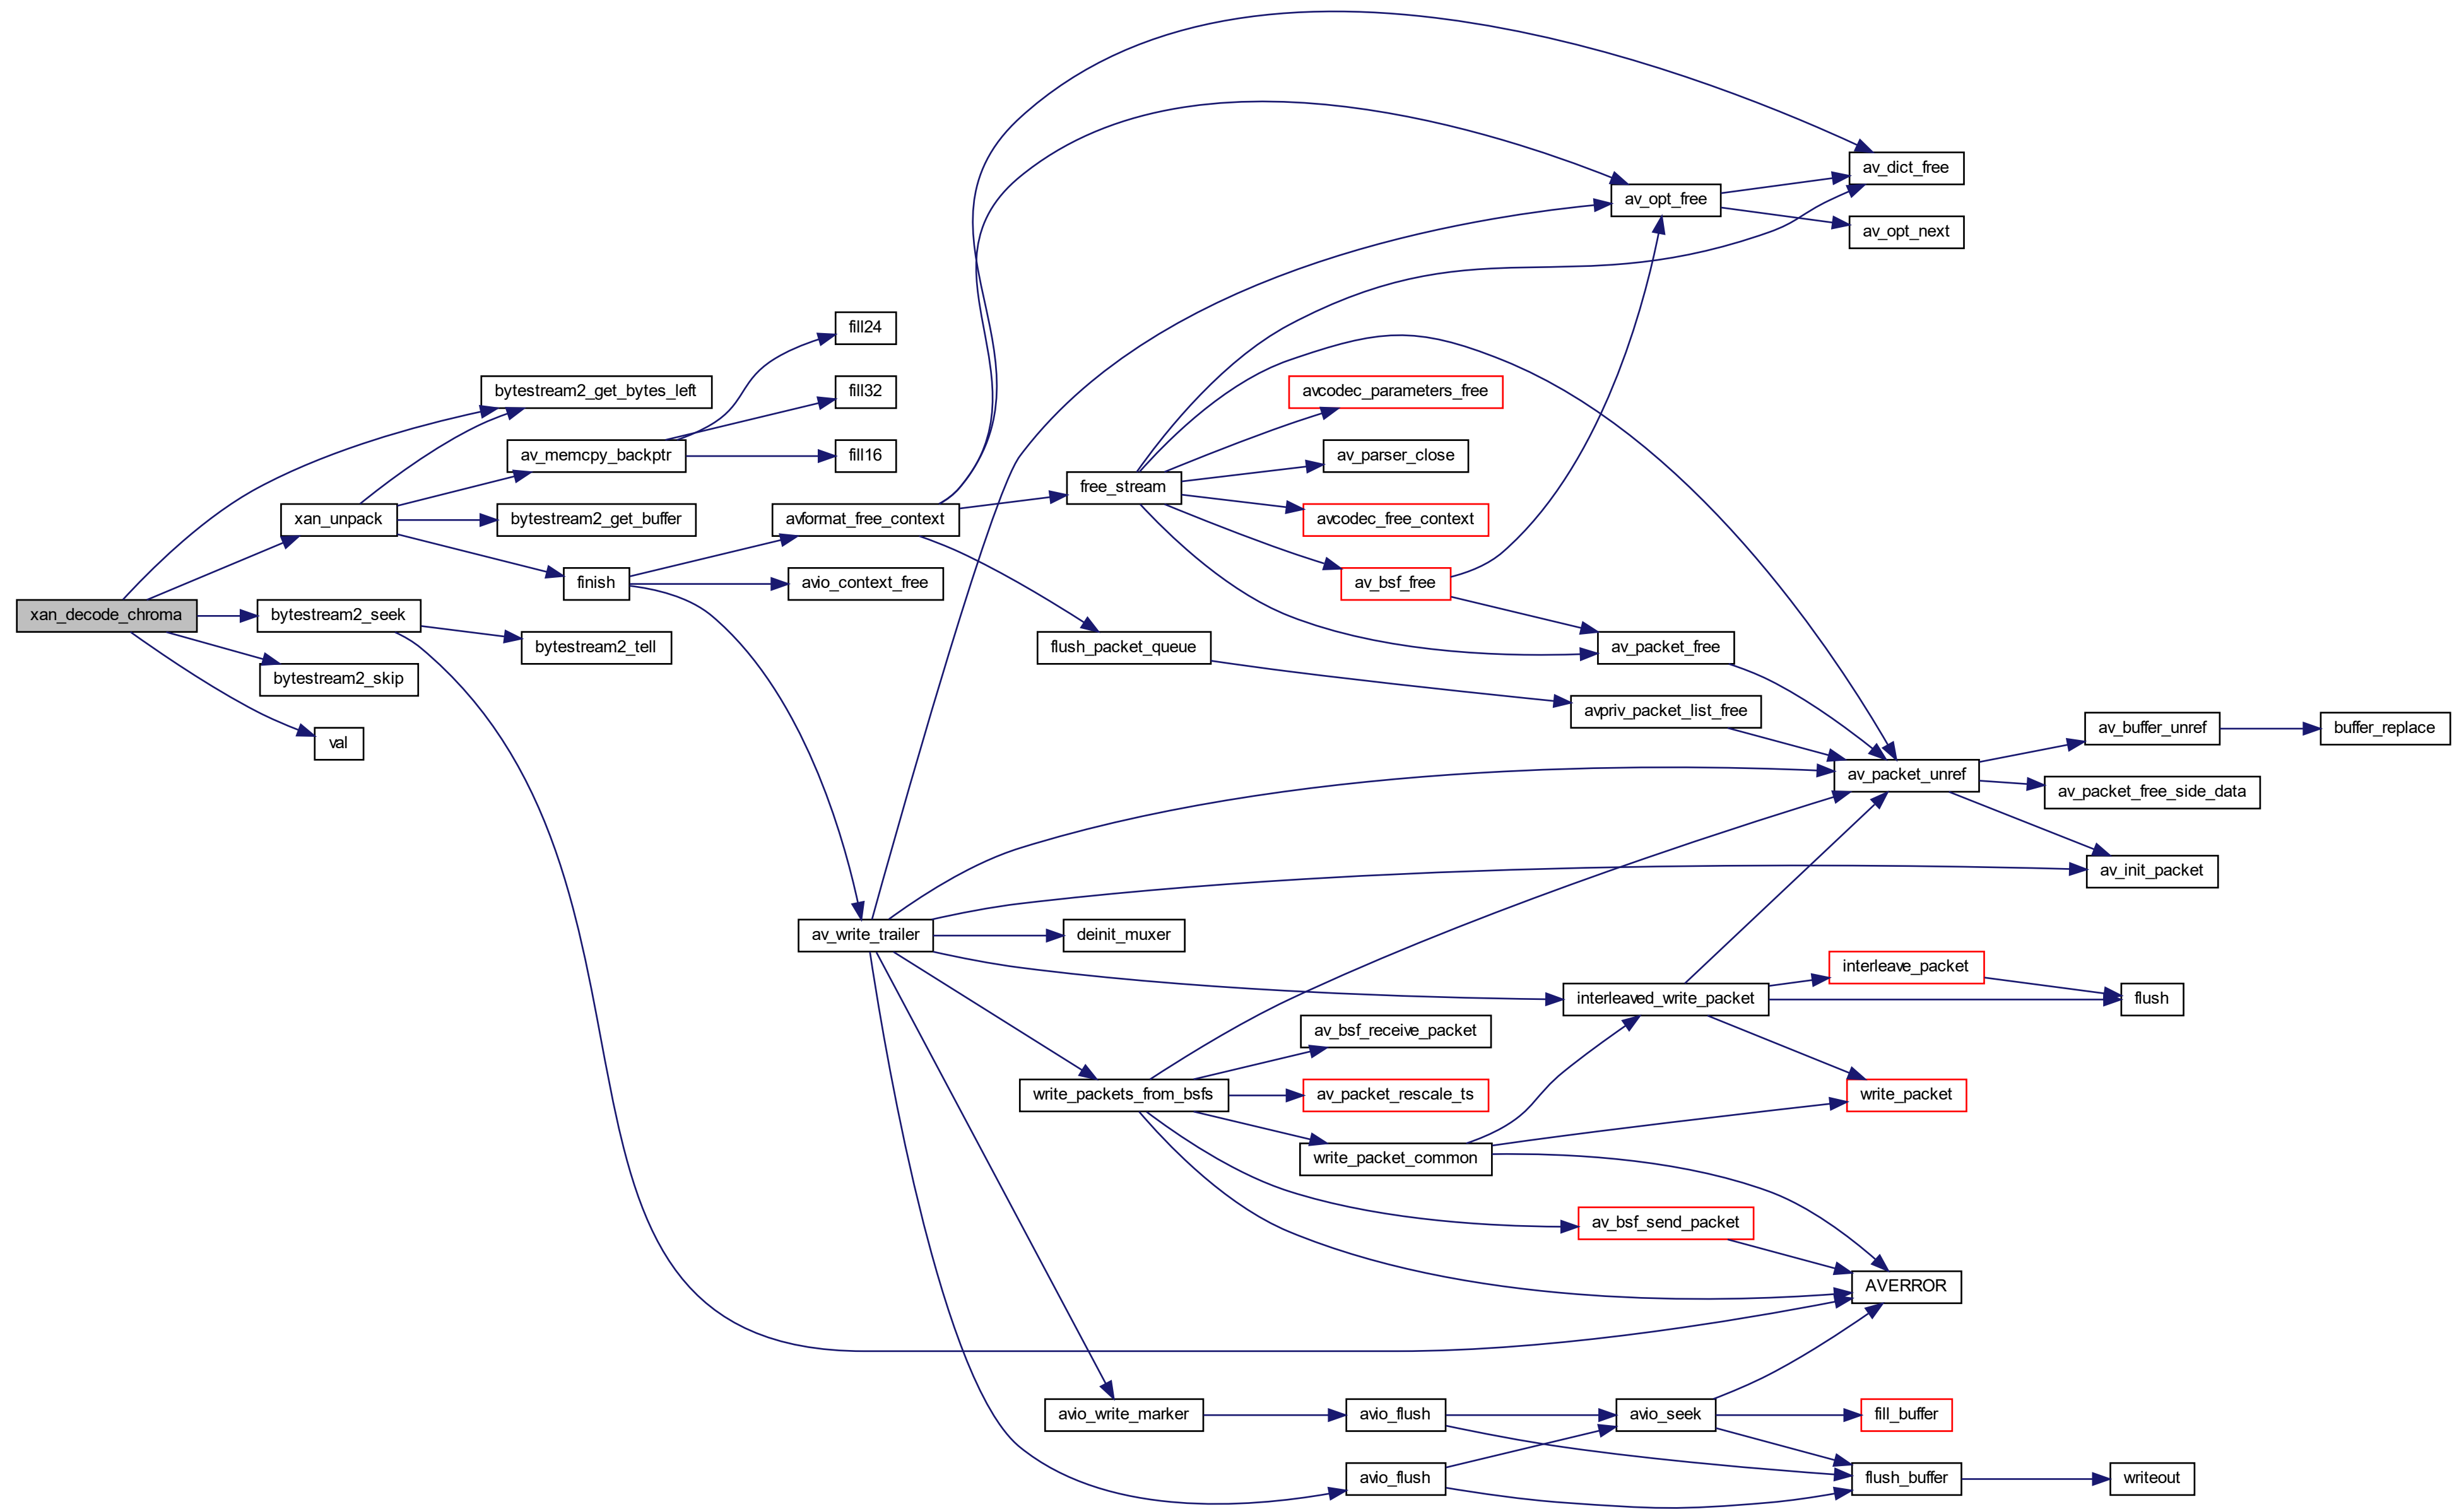 xan_decode_chroma
bytestream2_get_bytes_left
xan_unpack
bytestream2_seek
bytestream2_skip
val
av_memcpy_backptr
bytestream2_get_buffer
finish
bytestream2_tell
fill24
fill32
fill16
avformat_free_context
avio_context_free
av_write_trailer
free_stream
flush_packet_queue
deinit_muxer
write_packets_from_bsfs
avio_write_marker
avcodec_parameters_free
av_parser_close
avcodec_free_context
av_bsf_free
av_bsf_receive_packet
av_packet_rescale_ts
write_packet_common
avio_flush
avio_flush
av_opt_free
av_packet_free
avpriv_packet_list_free
interleaved_write_packet
av_bsf_send_packet
avio_seek
av_dict_free
av_opt_next
av_packet_unref
interleave_packet
write_packet
AVERROR
fill_buffer
flush_buffer
av_buffer_unref
av_packet_free_side_data
av_init_packet
flush
writeout
buffer_replace